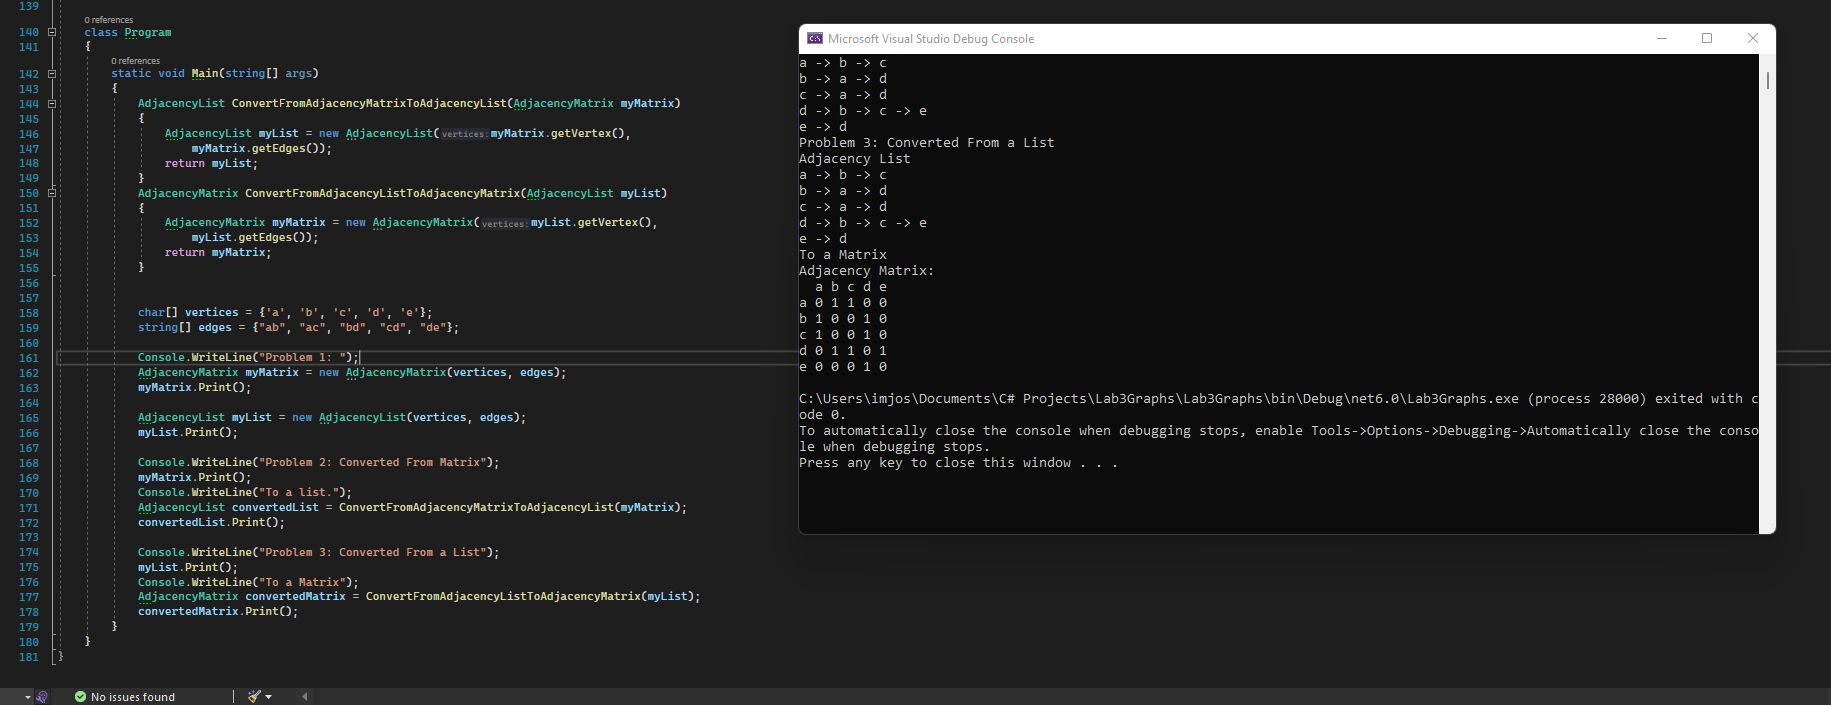 139
0 references
140 class Program
141 {
0 references
142 static void Main(string[] args)
143 {
144 AdjacencyList ConvertFromAdjacencyMatrixToAdjacencyList(AdjacencyMatrix myMatrix)
145 {
146 AdjacencyList myList = new AdjacencyList(vertices:myMatrix.getVertex(),
147 myMatrix.getEdges());
148 return myList;
149 }
150 AdjacencyMatrix ConvertFromAdjacencyListToAdjacencyMatrix(AdjacencyList myList)
151 {
152 AdjacencyMatrix myMatrix = new AdjacencyMatrix(vertices:myList.getVertex(),
153 myList.getEdges());
154 return myMatrix;
155 }
156
157
158 char[] vertices = {'a', 'b', 'c', 'd', 'e'};
159 string[] edges = {"ab", "ac", "bd", "cd", "de"};
160
161 Console.WriteLine("Problem 1: ");
162 AdjacencyMatrix myMatrix = new AdjacencyMatrix(vertices, edges);
163 myMatrix.Print();
164
165 AdjacencyList myList = new AdjacencyList(vertices, edges);
166 myList.Print();
167
168 Console.WriteLine("Problem 2: Converted From Matrix");
169 myMatrix.Print();
170 Console.WriteLine("To a list.");
171 AdjacencyList convertedList = ConvertFromAdjacencyMatrixToAdjacencyList(myMatrix);
172 convertedList.Print();
173
174 Console.WriteLine("Problem 3: Converted From a List");
175 myList.Print();
176 Console.WriteLine("To a Matrix");
177 AdjacencyMatrix convertedMatrix = ConvertFromAdjacencyListToAdjacencyMatrix(myList);
178 convertedMatrix.Print();
179 }
180 }
181 }
No issues found
C:\ Microsoft Visual Studio Debug Console
a -> b -> c
b -> a -> d
c -> a -> d
d -> b -> c -> e
e -> d
Problem 3: Converted From a List
Adjacency List
a -> b -> c
b -> a -> d
c -> a -> d
d -> b -> c -> e
e -> d
To a Matrix
Adjacency Matrix:
a b c d e
a 0 1 1 0 0
b 1 0 0 1 0
c 1 0 0 1 0
d 0 1 1 0 1
e 0 0 0 1 0
C:\Users\imjos\Documents\C# Projects\Lab3Graphs\Lab3Graphs\bin\Debug\net6.0\Lab3Graphs.exe (process 28000) exited with c
ode 0.
To automatically close the console when debugging stops, enable Tools->Options->Debugging->Automatically close the conso
le when debugging stops.
Press any key to close this window . . .